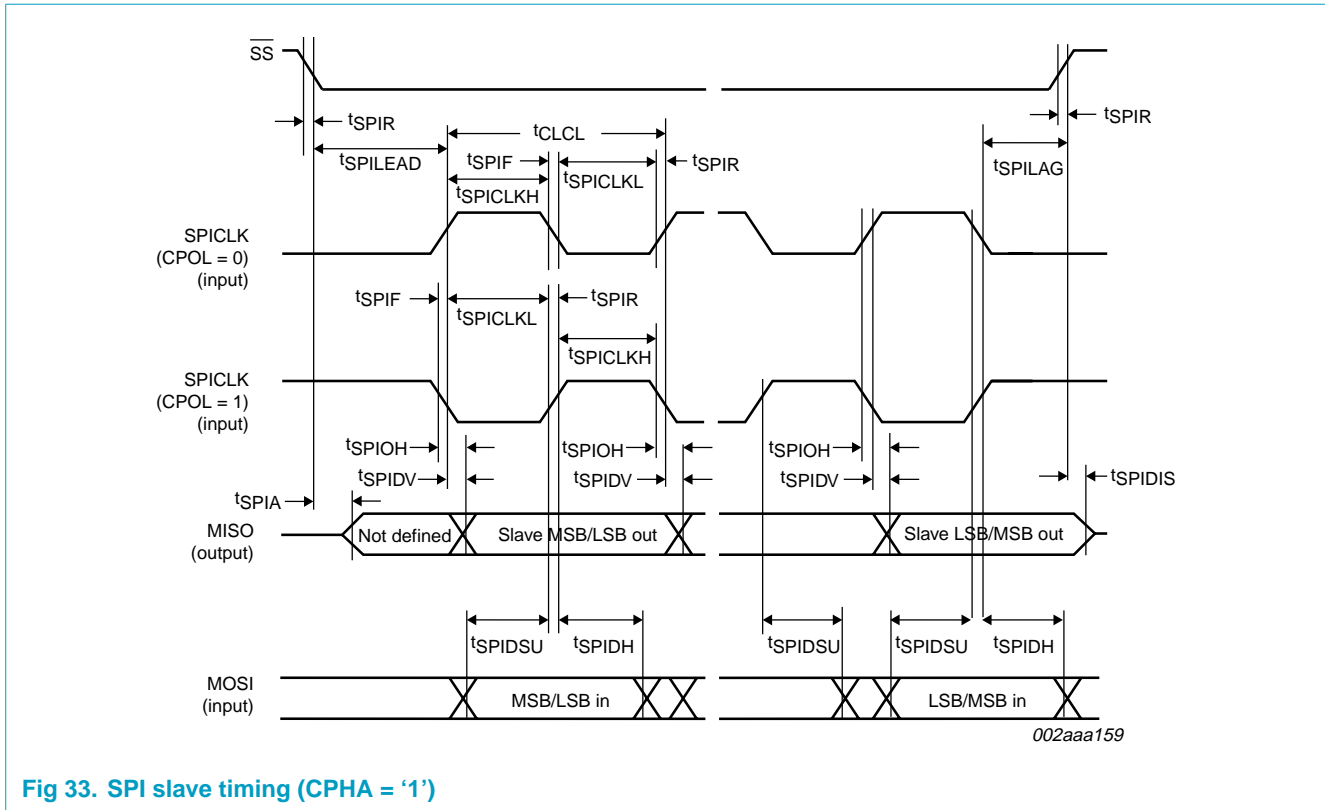 SS
tSPIR
tCLCL
tSPIR
tSPILEAD
tSPIF
tSPICLKL
tSPIR
tSPILAG
tSPICLKH
SPICLK
(CPOL = 0)
(input)
tSPIF
tSPICLKL
tSPIR
tSPICLKH
SPICLK
(CPOL = 1)
(input)
tSPIOH
tSPIOH
tSPIOH
tSPIDV
tSPIDV
tSPIDV
tSPIDIS
tSPIA
MISO
(output)
Not defined
Slave MSB/LSB out
Slave LSB/MSB out
tSPIDSU
tSPIDH
tSPIDSU
tSPIDSU
tSPIDH
MOSI
(input)
MSB/LSB in
LSB/MSB in
002aaa159
Fig 33. SPI slave timing (CPHA = ‘1’)